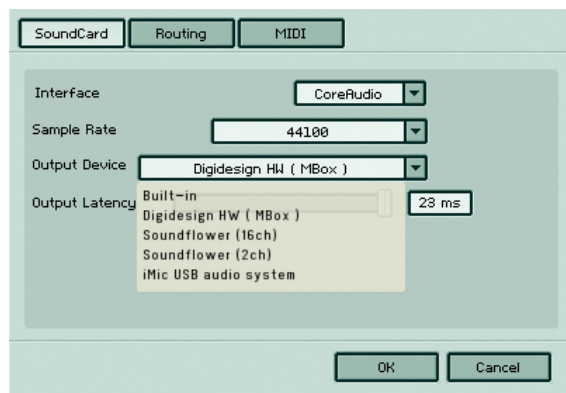 SoundCard Routing MIDI
Interface CoreAudio
Sample Rate 44100
Output Device Digidesign HW ( MBox )
Output Latency 23 ms
Built-in
Digidesign HW ( MBox )
Soundflower (16ch)
Soundflower (2ch)
iMic USB audio system
OK Cancel